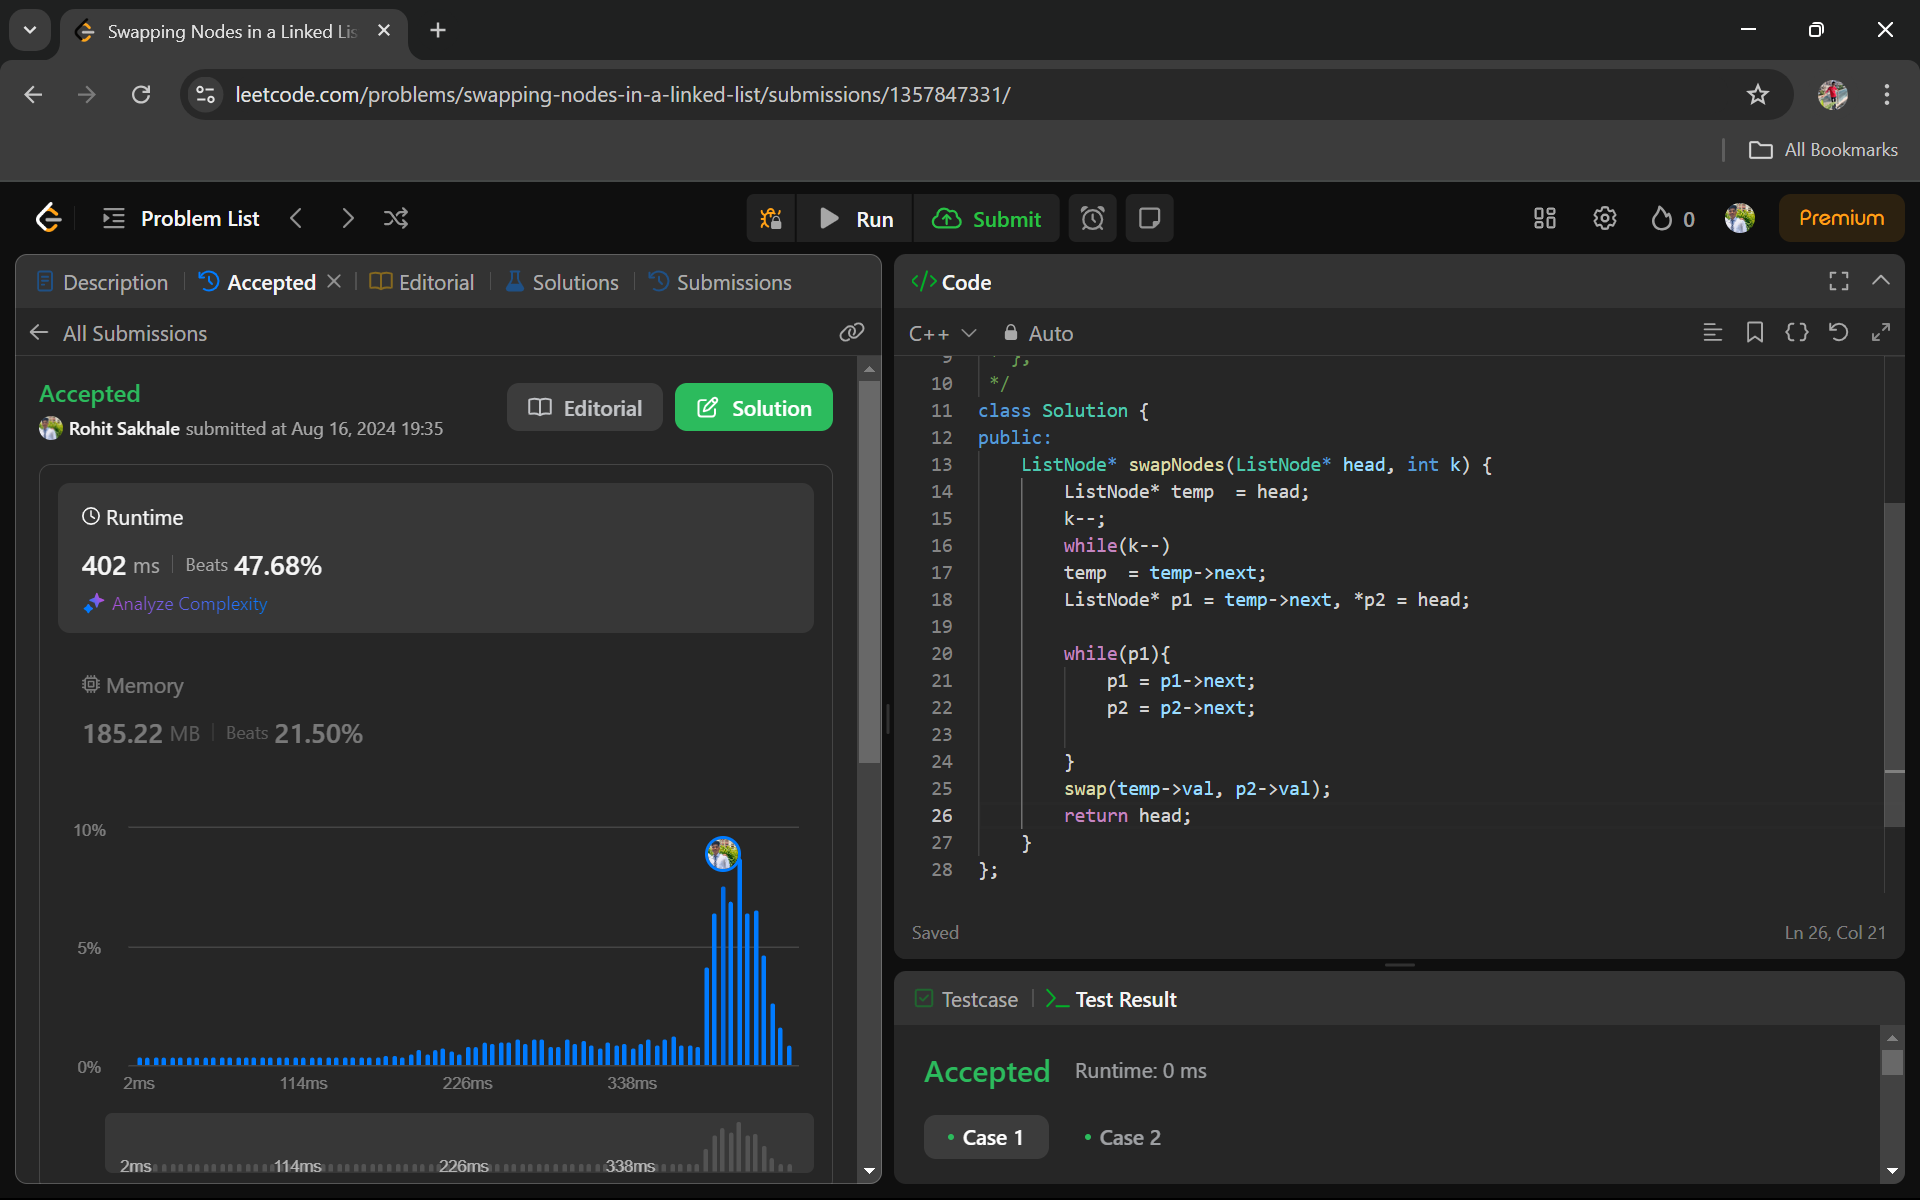 Swapping Nodes in a Linked Lis
leetcode.com/problems/swapping-nodes-in-a-linked-list/submissions/1357847331/
All Bookmarks
Problem List
Run
Submit
0
Premium
Description
Accepted
Editorial
Solutions
Submissions
All Submissions
Accepted
Rohit Sakhale submitted at Aug 16, 2024 19:35
Editorial
Solution
Runtime
402 ms
Beats 47.68%
Analyze Complexity
Memory
185.22 MB
Beats 21.50%
10%
5%
0%
2ms 114ms 226ms 338ms
2ms 114ms 226ms 338ms
</> Code
C++
Auto
9 * };
10 */
11 class Solution {
12 public:
13 ListNode* swapNodes(ListNode* head, int k) {
14 ListNode* temp  = head;
15 k--;
16 while(k--)
17 temp  = temp->next;
18 ListNode* p1 = temp->next, *p2 = head;
19
20 while(p1){
21 p1 = p1->next;
22 p2 = p2->next;
23
24 }
25 swap(temp->val, p2->val);
26 return head;
27 }
28 };
Saved
Ln 26, Col 21
Testcase
Test Result
Accepted
Runtime: 0 ms
Case 1
Case 2